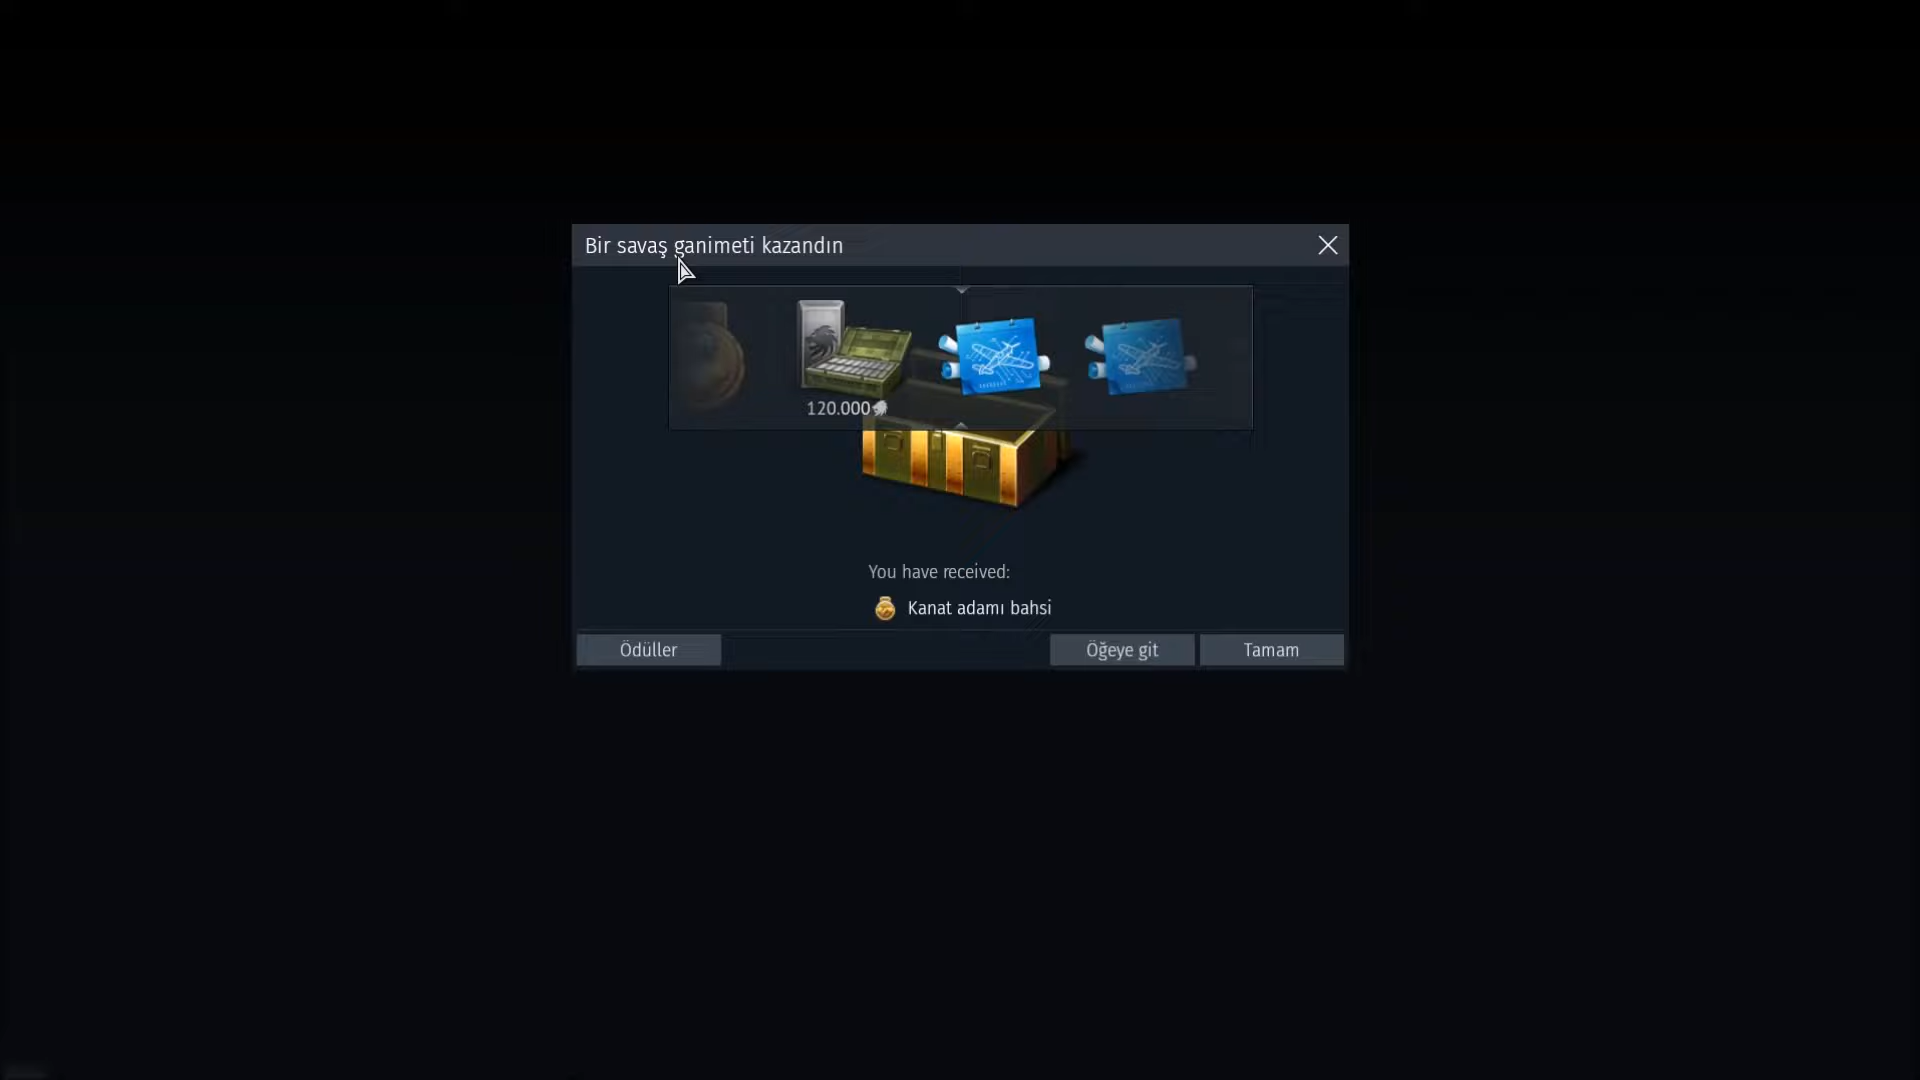 Bir savaş ganimeti kazandın
120.000
You have received:
Kanat adamı bahsi
Ödüller
Öğeye git
Tamam